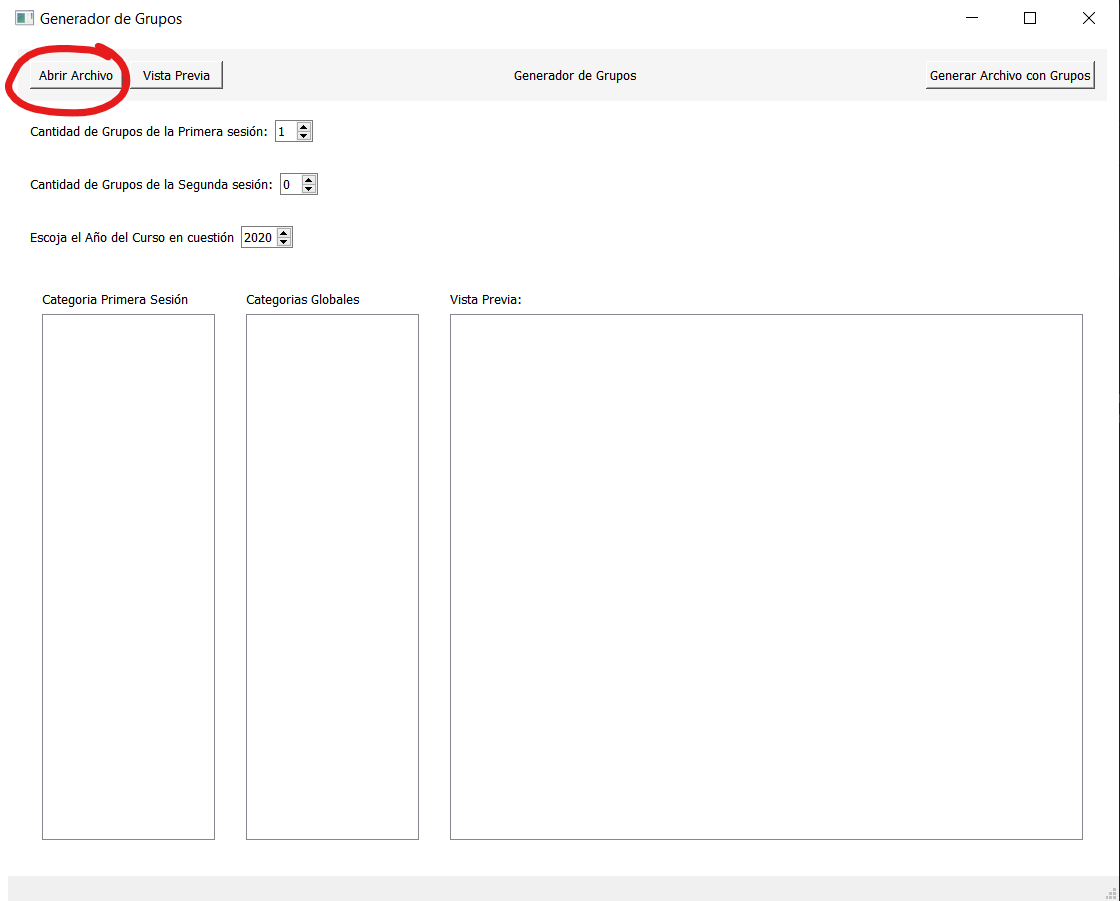 Generador de Grupos
Abrir Archivo Vista Previa Generador de Grupos Generar Archivo con Grupos
Cantidad de Grupos de la Primera sesión: 1
Cantidad de Grupos de la Segunda sesión: 0
Escoja el Año del Curso en cuestión 2020
Categoria Primera Sesión Categorias Globales Vista Previa: